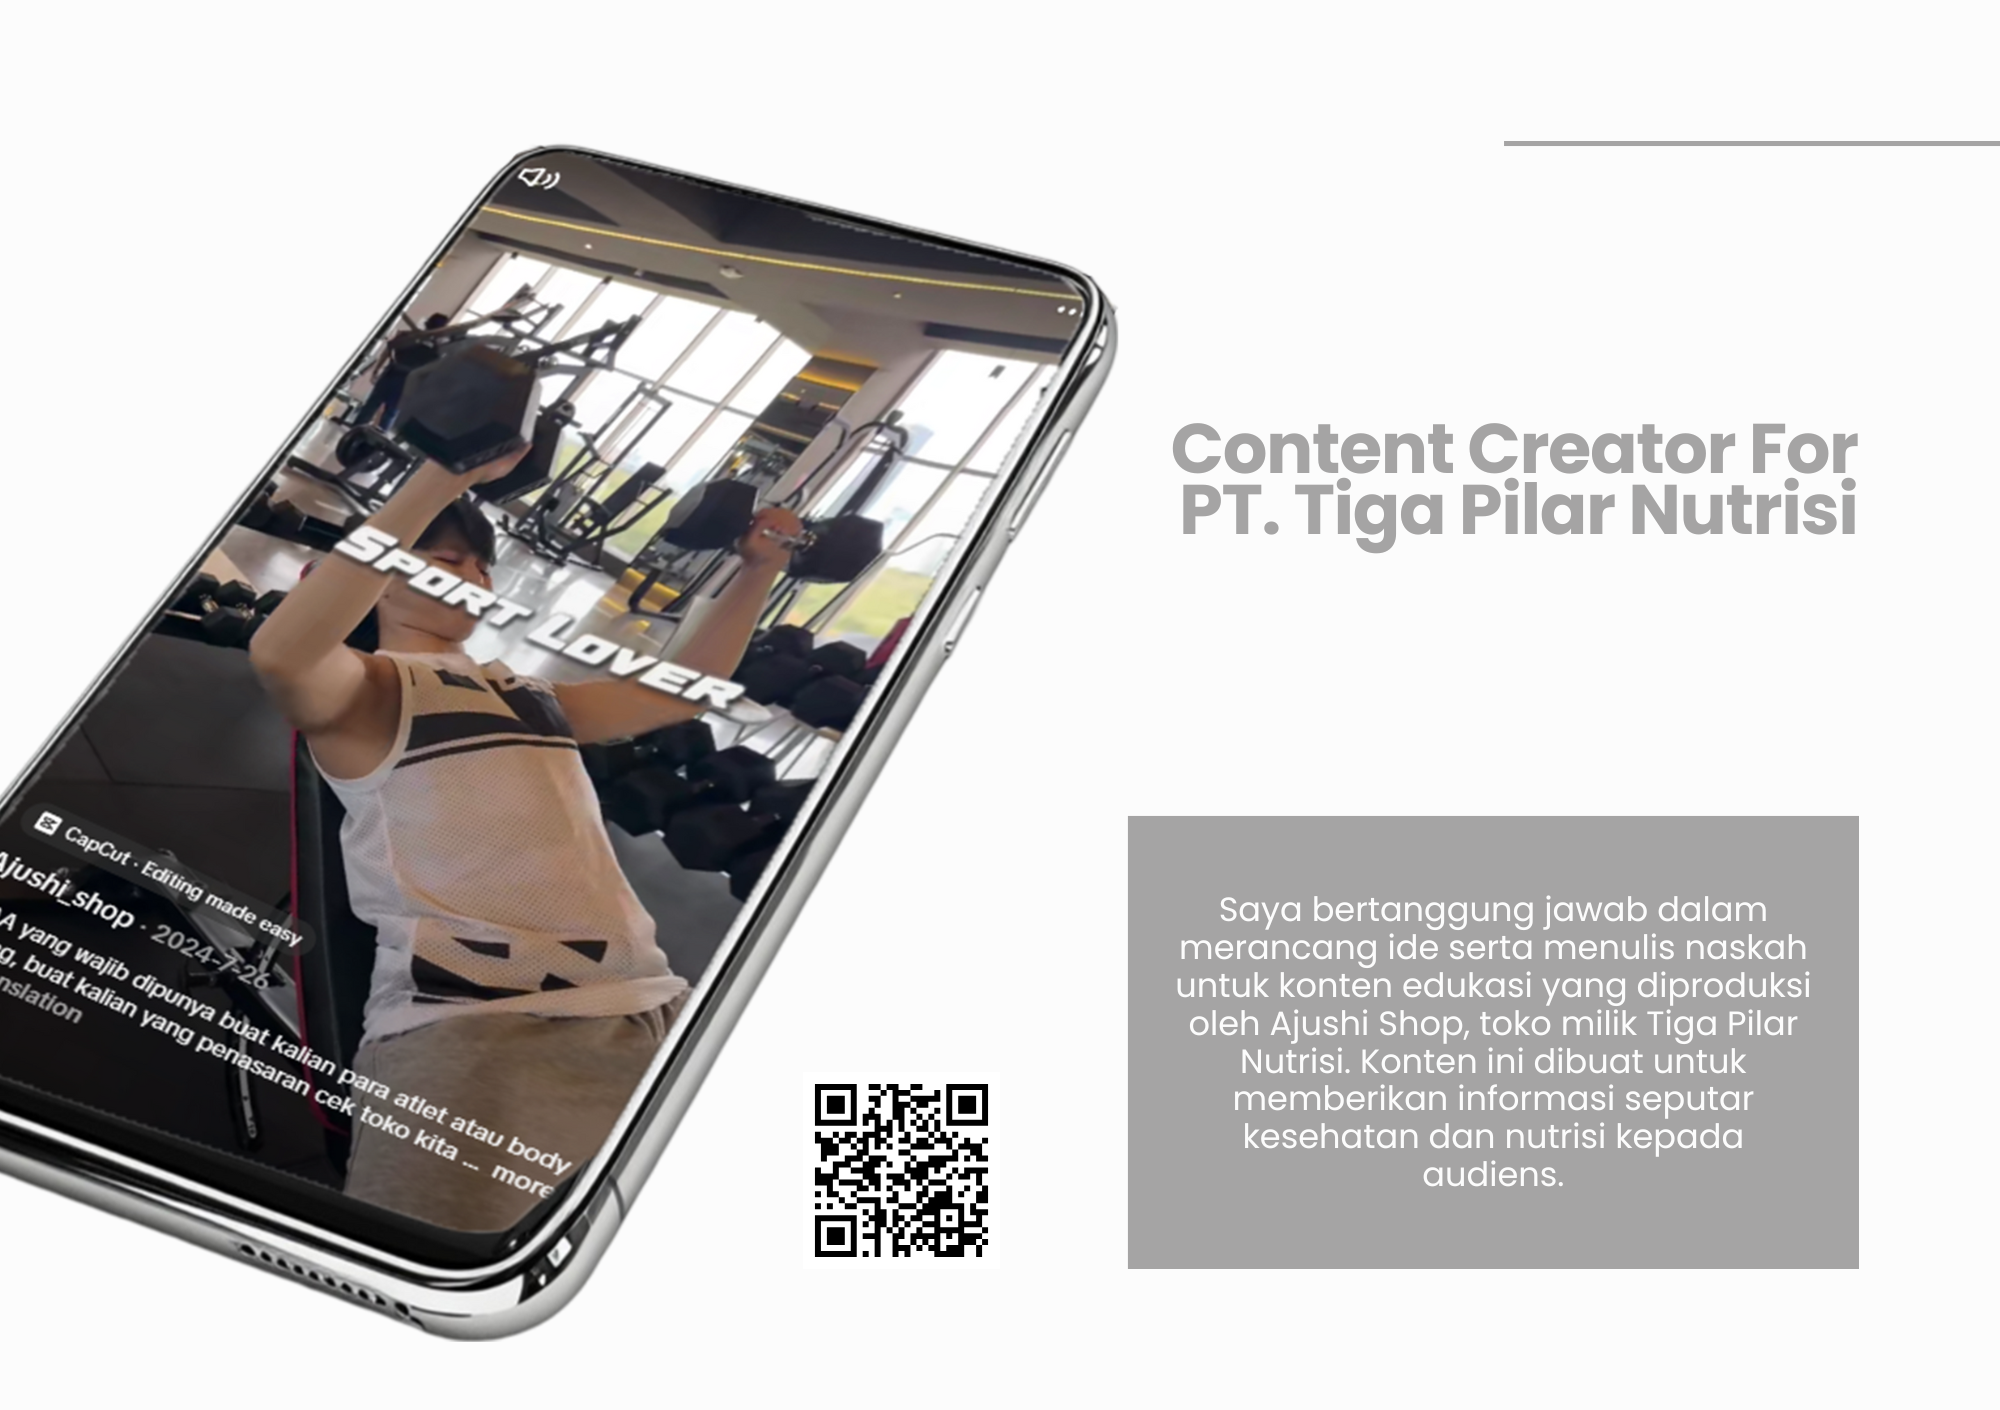 Content Creator For
PT. Tiga Pilar Nutrisi
SPORT LOVER
CapCut · Editing made easy
Ajushi_shop · 2024-7-26
yang wajib dipunya buat kalian para atlet atau body
buat kalian yang penasaran cek toko kita ... more
Saya bertanggung jawab dalam
merancang ide serta menulis naskah
untuk konten edukasi yang diproduksi
oleh Ajushi Shop, toko milik Tiga Pilar
Nutrisi. Konten ini dibuat untuk
memberikan informasi seputar
kesehatan dan nutrisi kepada
audiens.